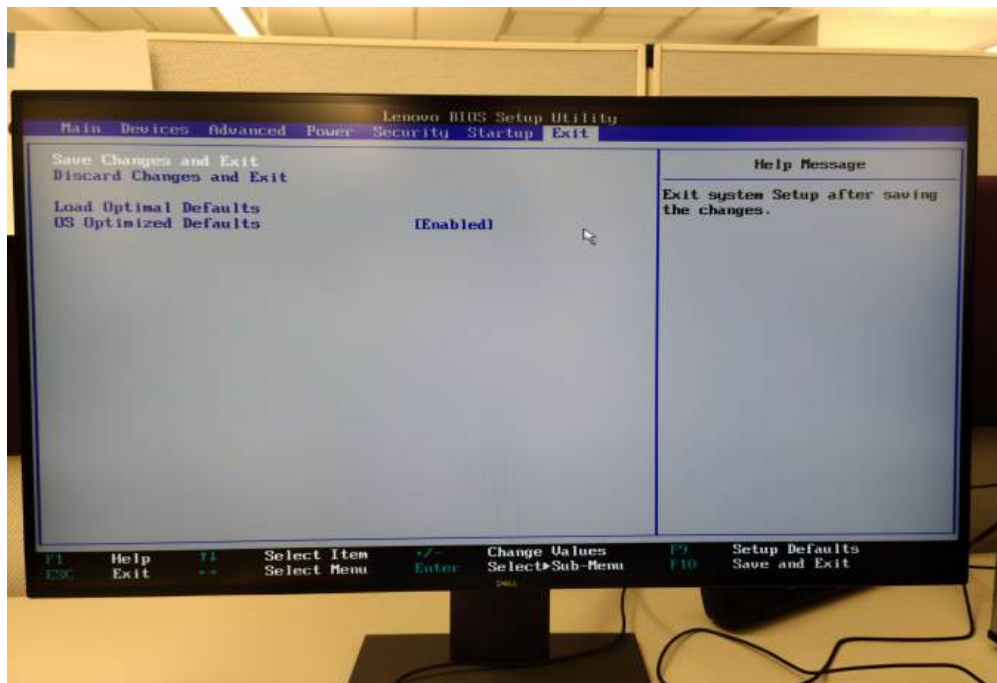 Lenovo BIOS Setup Utility
Main Devices Advanced Power Security Startup Exit
Save Changes and Exit
Discard Changes and Exit
Load Optimal Defaults
OS Optimized Defaults [Enabled]
Help Message
Exit system Setup after saving
the changes.
F1 Help ↑↓ Select Item +/- Change Values F9 Setup Defaults
ESC Exit ←→ Select Menu Enter Select▶Sub-Menu F10 Save and Exit
DELL